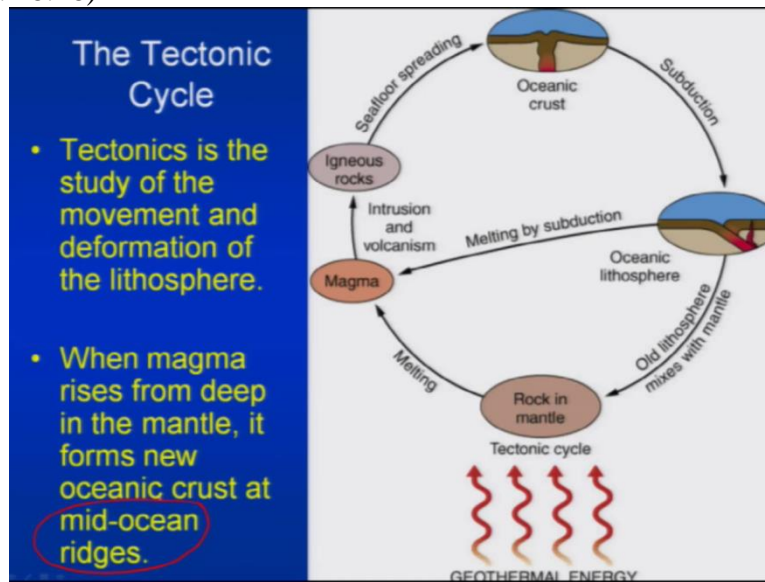 The Tectonic
Cycle
• Tectonics is the
study of the
movement and
deformation of
the lithosphere.
• When magma
rises from deep
in the mantle, it
forms new
oceanic crust at
mid-ocean
ridges.
Seafloor spreading
Oceanic
crust
Subduction
Igneous
rocks
Intrusion
and
volcanism
Melting by subduction
Oceanic
lithosphere
Magma
Old lithosphere
mixes with mantle
Melting
Rock in
mantle
Tectonic cycle
GEOTHERMAL ENERGY